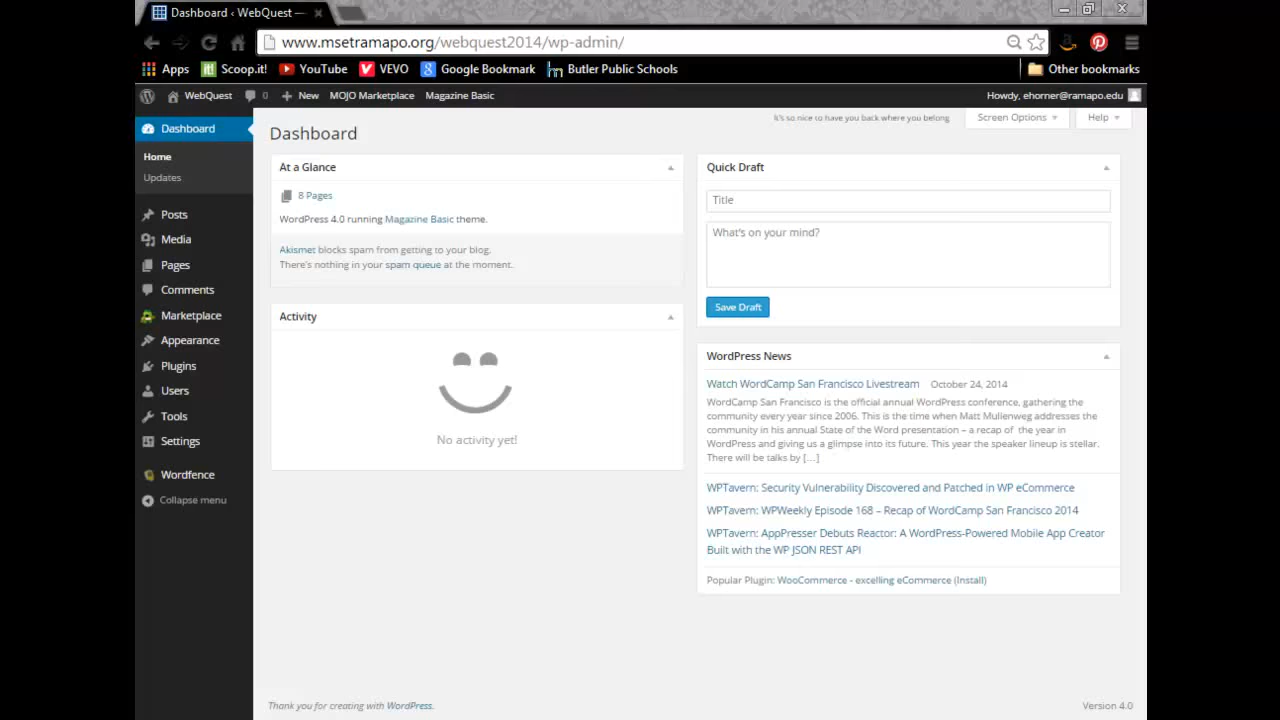 Dashboard ‹ WebQuest —
www.msetramapo.org/webquest2014/wp-admin/
Apps it! Scoop.it! YouTube V VEVO 8 Google Bookmark Butler Public Schools Other bookmarks
WebQuest 0 New MOJO Marketplace Magazine Basic Howdy, ehorner@ramapo.edu
Dashboard
Home
Updates
Posts
Media
Pages
Comments
Marketplace
Appearance
Plugins
Users
Tools
Settings
Wordfence
Collapse menu
It's so nice to have you back where you belong
Screen Options
Help
Dashboard
At a Glance
8 Pages
WordPress 4.0 running Magazine Basic theme.
Akismet blocks spam from getting to your blog.
There's nothing in your spam queue at the moment.
Activity
No activity yet!
Quick Draft
Title
What's on your mind?
Save Draft
WordPress News
Watch WordCamp San Francisco Livestream October 24, 2014
WordCamp San Francisco is the official annual WordPress conference, gathering the
community every year since 2006. This is the time when Matt Mullenweg addresses the
community in his annual State of the Word presentation – a recap of the year in
WordPress and giving us a glimpse into its future. This year the speaker lineup is stellar.
There will be talks by […]
WPTavern: Security Vulnerability Discovered and Patched in WP eCommerce
WPTavern: WPWeekly Episode 168 – Recap of WordCamp San Francisco 2014
WPTavern: AppPresser Debuts Reactor: A WordPress-Powered Mobile App Creator
Built with the WP JSON REST API
Popular Plugin: WooCommerce - excelling eCommerce (Install)
Thank you for creating with WordPress.
Version 4.0